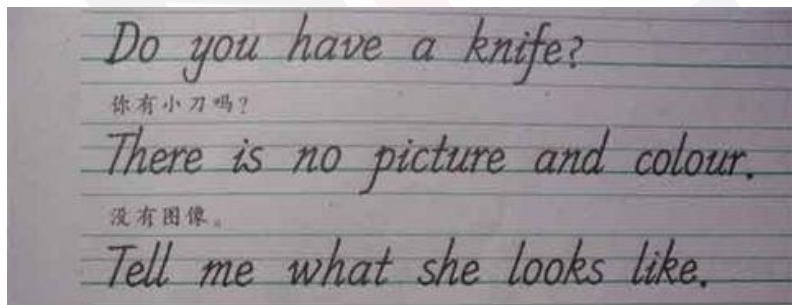 Do you have a knife?
你有小刀吗?
There is no picture and colour.
没有图像。
Tell me what she looks like.